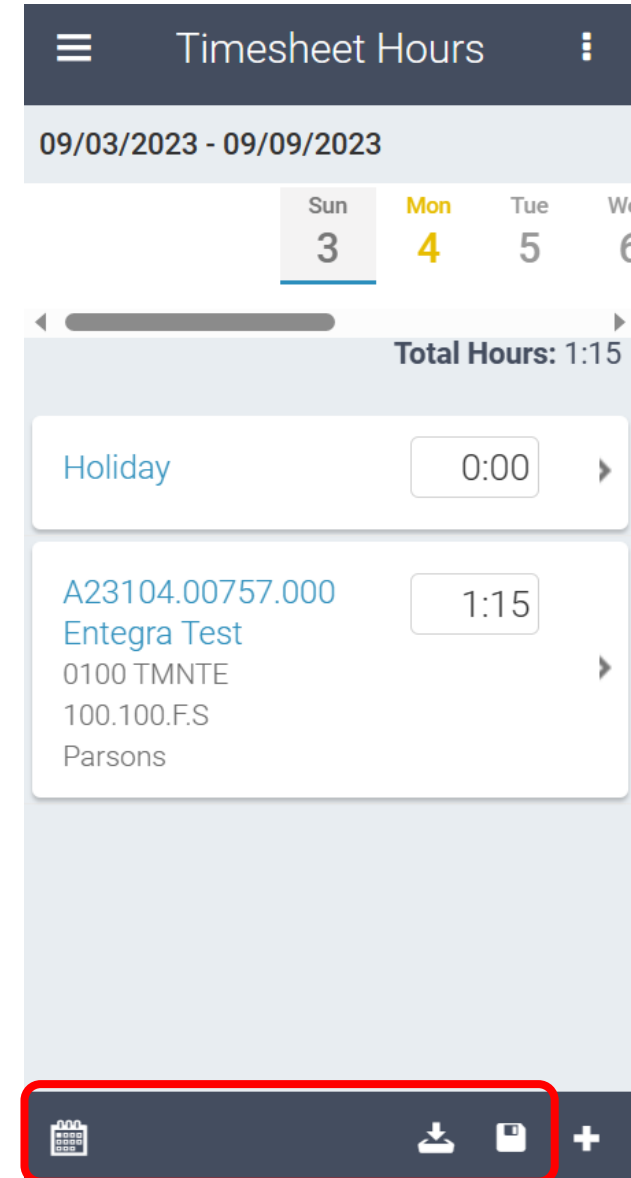 Timesheet Hours
09/03/2023 - 09/09/2023
Sun Mon Tue
3 4 5
Total Hours: 1:15
Holiday 0:00
A23104.00757.000 1:15
Entegra Test
0100 TMNTE
100.100.F.S
Parsons